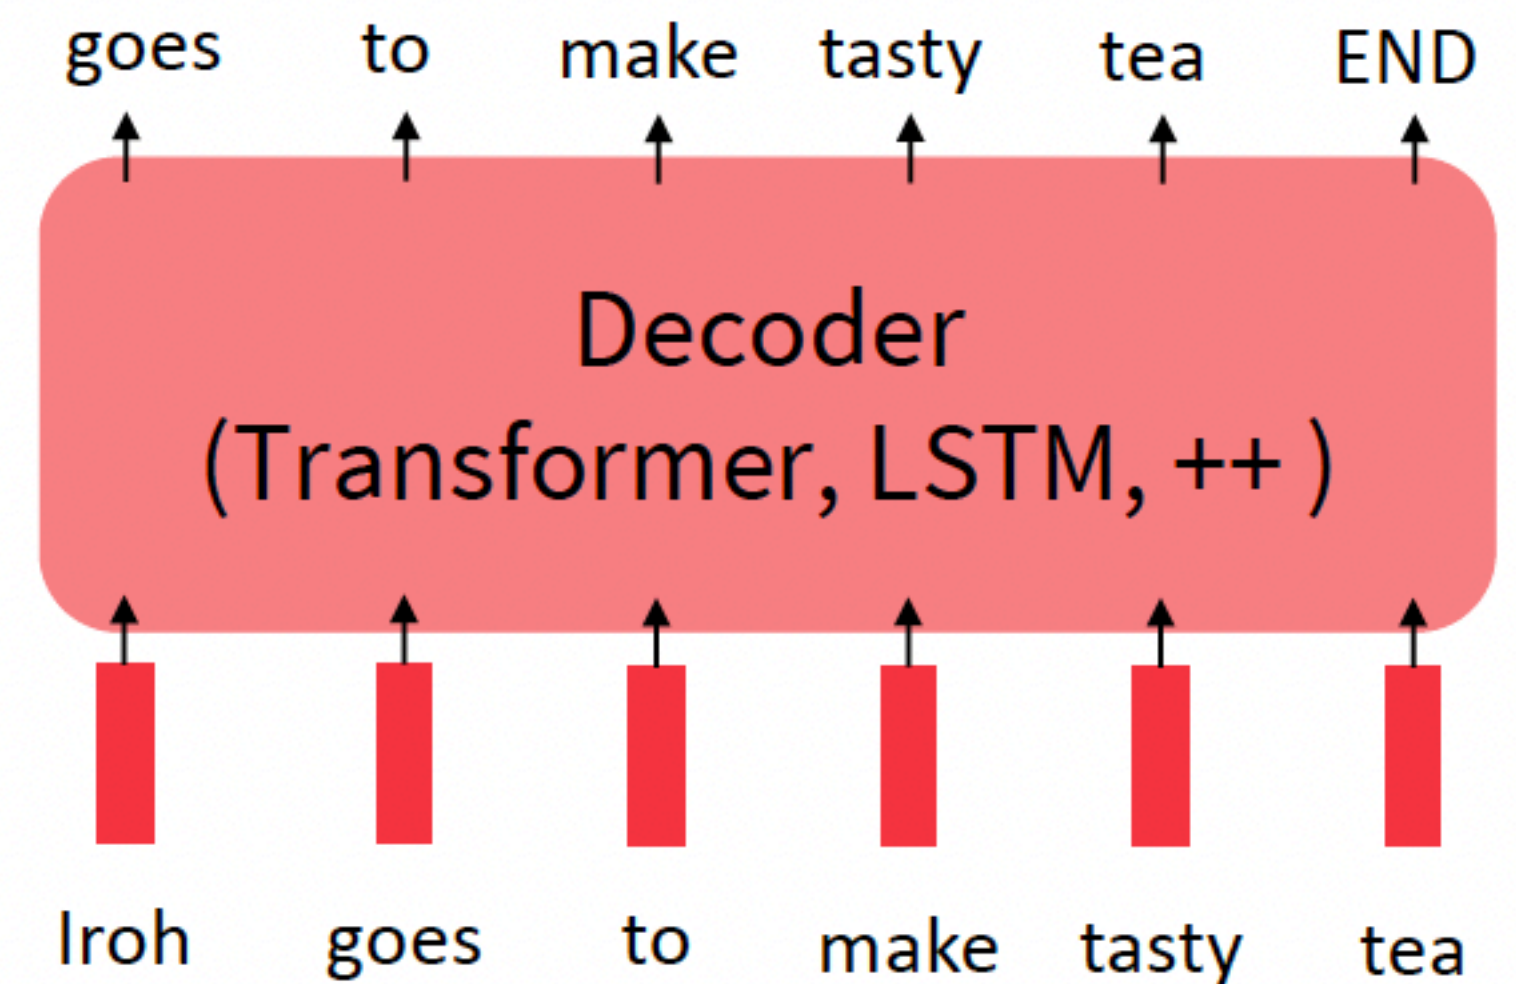 goes to make tasty tea END
Decoder
(Transformer, LSTM, ++ )
Iroh goes to make tasty tea